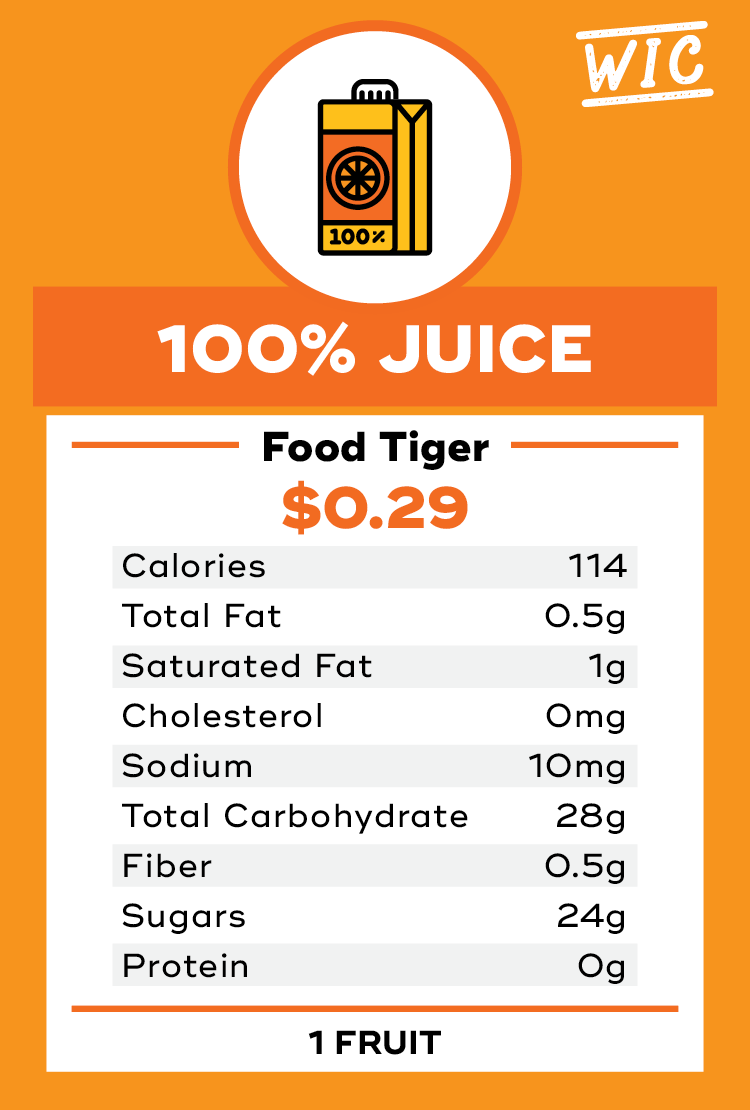 WIC
100%
100% JUICE
Food Tiger
$0.29
Calories 114
Total Fat 0.5g
Saturated Fat 1g
Cholesterol 0mg
Sodium 10mg
Total Carbohydrate 28g
Fiber 0.5g
Sugars 24g
Protein 0g
1 FRUIT